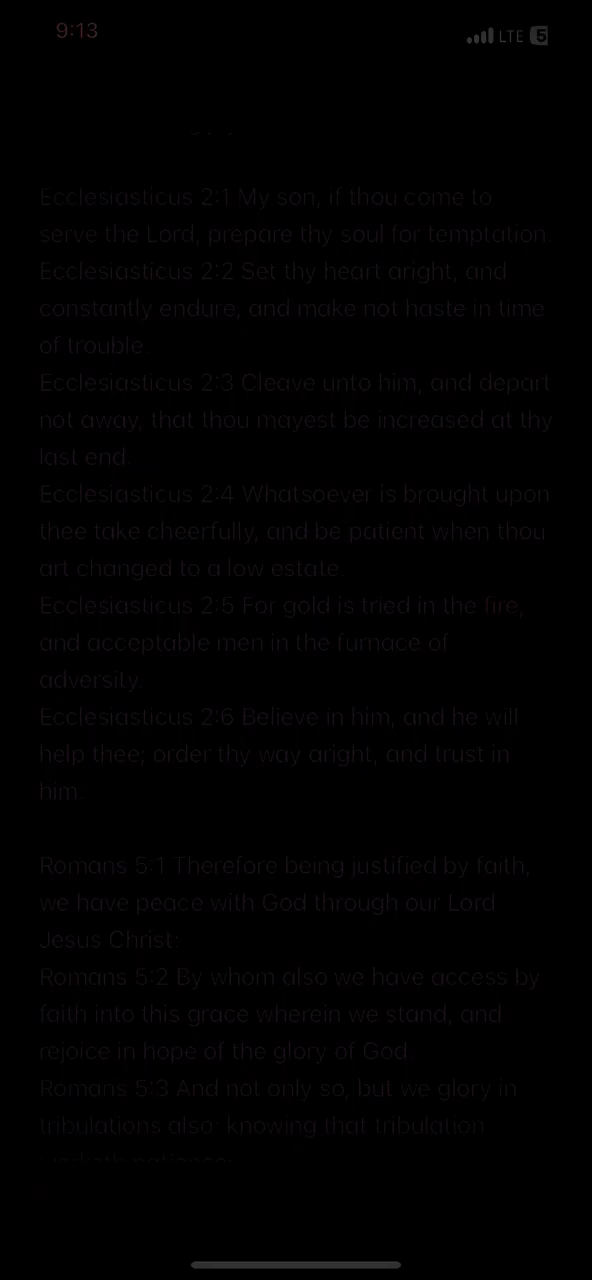 9:13
LTE 5
Ecclesiasticus 2:1 My son, if thou come to
serve the Lord, prepare thy soul for temptation.
Ecclesiasticus 2:2 Set thy heart aright, and
constantly endure, and make not haste in time
of trouble.
Ecclesiasticus 2:3 Cleave unto him, and depart
not away, that thou mayest be increased at thy
last end.
Ecclesiasticus 2:4 Whatsoever is brought upon
thee take cheerfully, and be patient when thou
art changed to a low estate.
Ecclesiasticus 2:5 For gold is tried in the fire,
and acceptable men in the furnace of
adversity.
Ecclesiasticus 2:6 Believe in him, and he will
help thee; order thy way aright, and trust in
him.
Romans 5:1 Therefore being justified by faith,
we have peace with God through our Lord
Jesus Christ:
Romans 5:2 By whom also we have access by
faith into this grace wherein we stand, and
rejoice in hope of the glory of God.
Romans 5:3 And not only so, but we glory in
tribulations also: knowing that tribulation